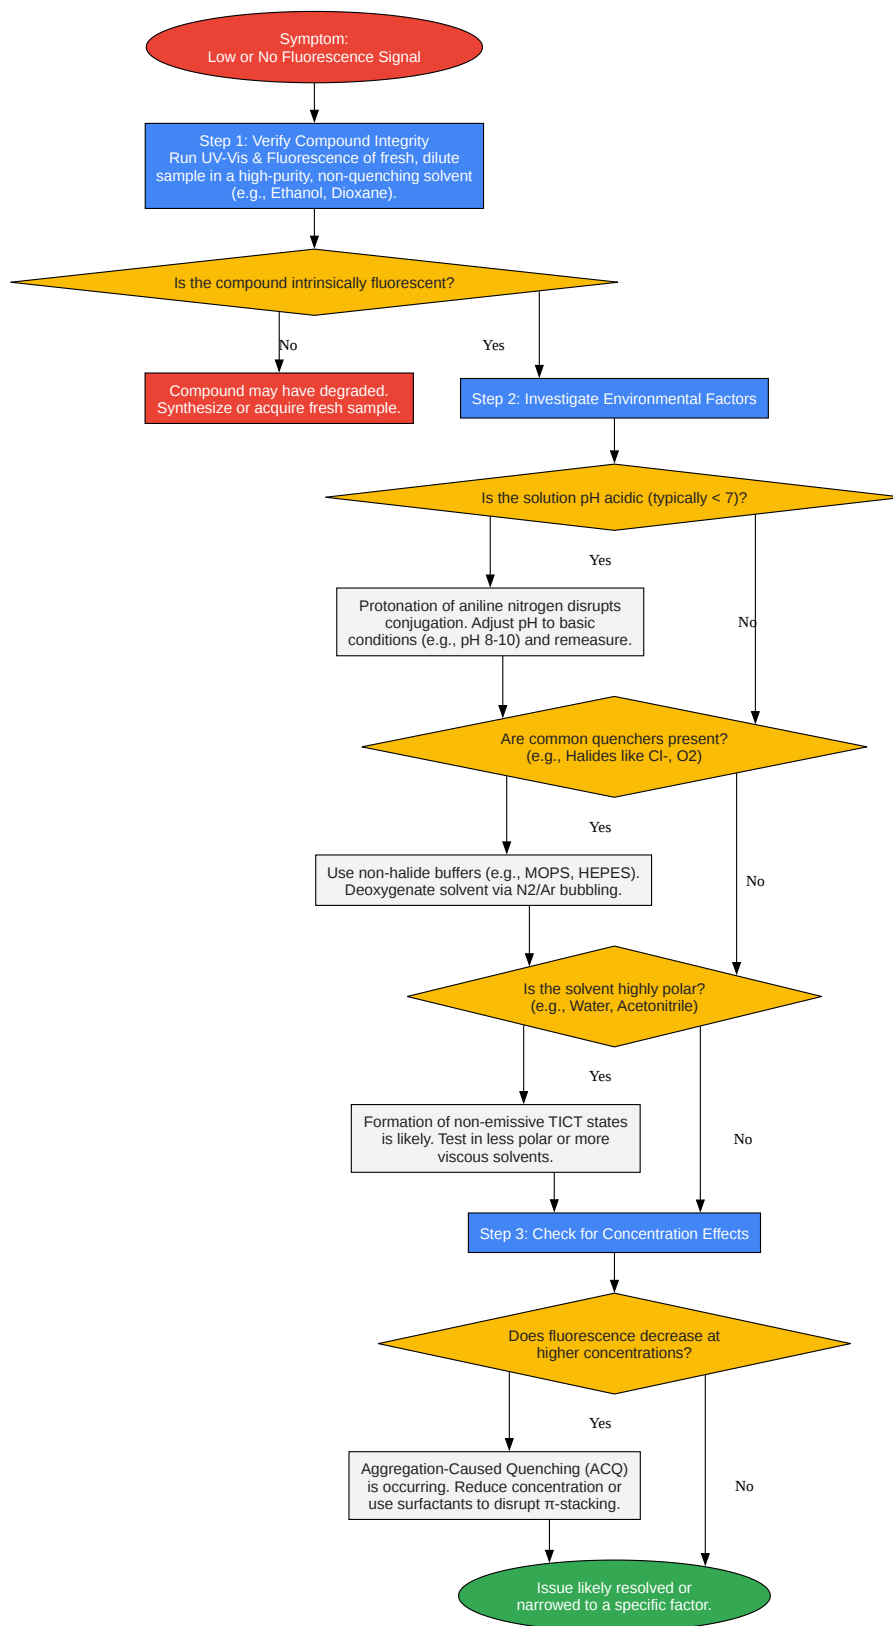 Symptom:
Low or No Fluorescence Signal
Step 1: Verify Compound Integrity
Run UV-Vis & Fluorescence of fresh, dilute
sample in a high-purity, non-quenching solvent
(e.g., Ethanol, Dioxane).
Is the compound intrinsically fluorescent?
No
Yes
Compound may have degraded.
Synthesize or acquire fresh sample.
Step 2: Investigate Environmental Factors
Is the solution pH acidic (typically < 7)?
Yes
No
Protonation of aniline nitrogen disrupts
conjugation. Adjust pH to basic
conditions (e.g., pH 8-10) and remeasure.
Are common quenchers present?
(e.g., Halides like Cl-, O2)
Yes
No
Use non-halide buffers (e.g., MOPS, HEPES).
Deoxygenate solvent via N2/Ar bubbling.
Is the solvent highly polar?
(e.g., Water, Acetonitrile)
Yes
No
Formation of non-emissive TICT states
is likely. Test in less polar or more
viscous solvents.
Step 3: Check for Concentration Effects
Does fluorescence decrease at
higher concentrations?
Yes
No
Aggregation-Caused Quenching (ACQ)
is occurring. Reduce concentration or
use surfactants to disrupt π-stacking.
Issue likely resolved or
narrowed to a specific factor.